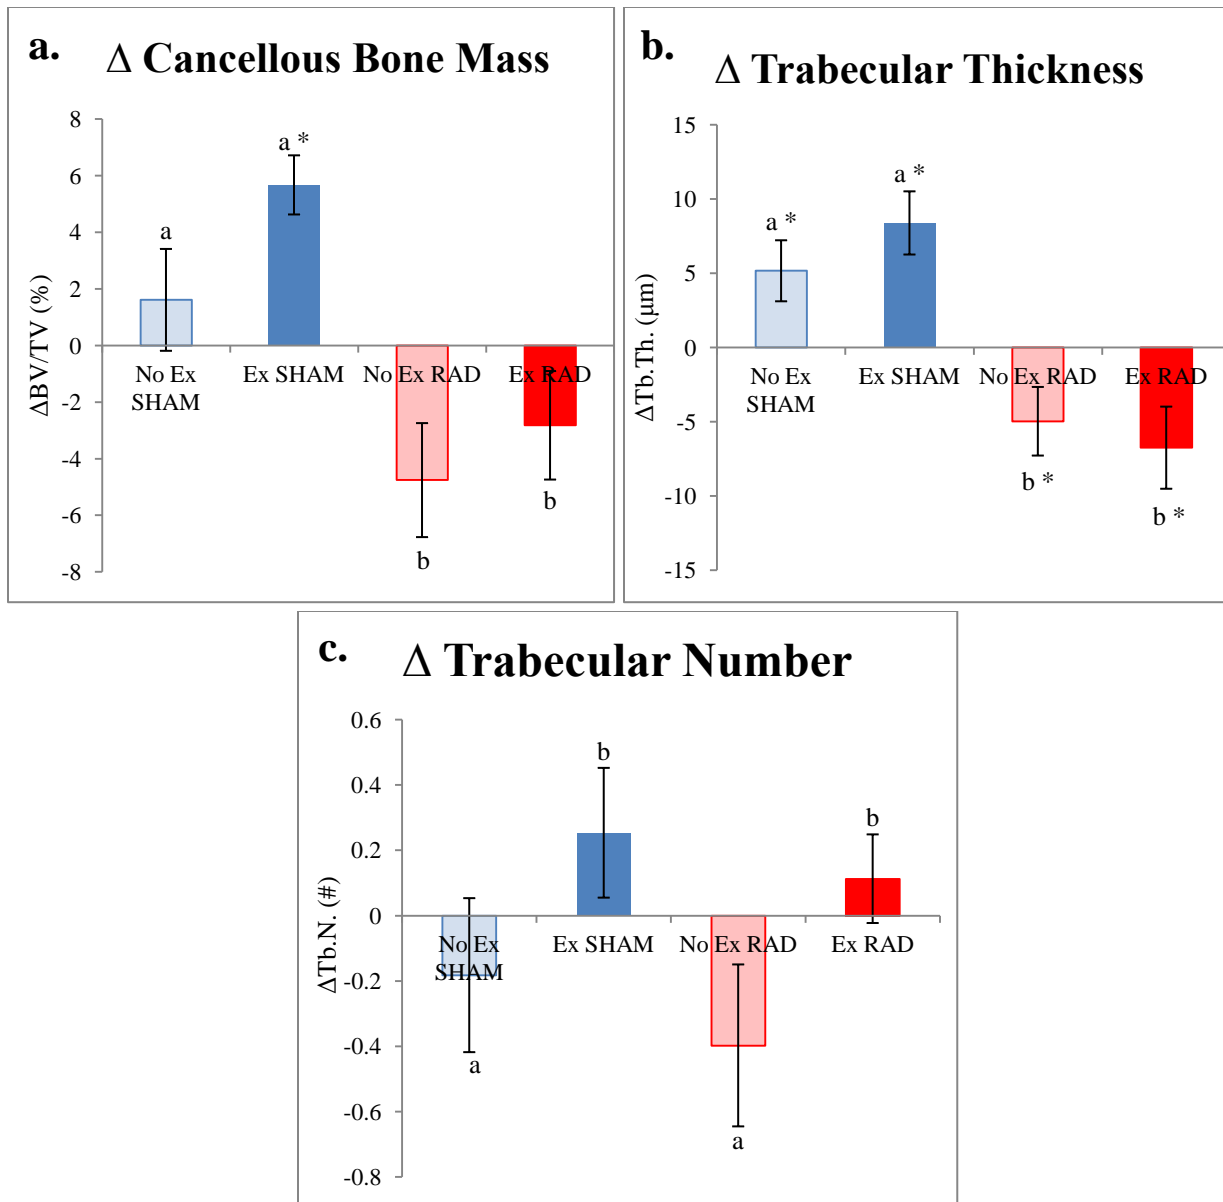 a. Δ Cancellous Bone Mass
ΔBV/TV (%)
8
6
4
2
0
-2
-4
-6
-8
a
a *
b
b
No Ex
SHAM
Ex SHAM
No Ex RAD
Ex RAD
b. Δ Trabecular Thickness
ΔTb.Th. (μm)
15
10
5
0
-5
-10
-15
a *
a *
b *
b *
No Ex
SHAM
Ex SHAM
No Ex RAD
Ex RAD
c. Δ Trabecular Number
ΔTb.N. (#)
0.6
0.4
0.2
0
-0.2
-0.4
-0.6
-0.8
a
b
a
b
No Ex
SHAM
Ex SHAM
No Ex RAD
Ex RAD